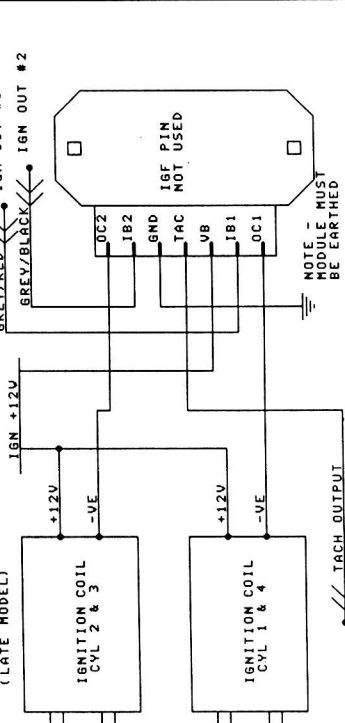 (LATE MODEL)
IGN OUT #2
GREY/BLACK
GREY/RED
IGN +12V
IGF PIN
NOT USED
OC2
IB2
GND
TAC
VB
IB1
OC1
NOTE -
MODULE MUST
BE EARTHED
+12V
-VE
IGNITION COIL
CYL 2 & 3
+12V
-VE
IGNITION COIL
CYL 1 & 4
TACH OUTPUT